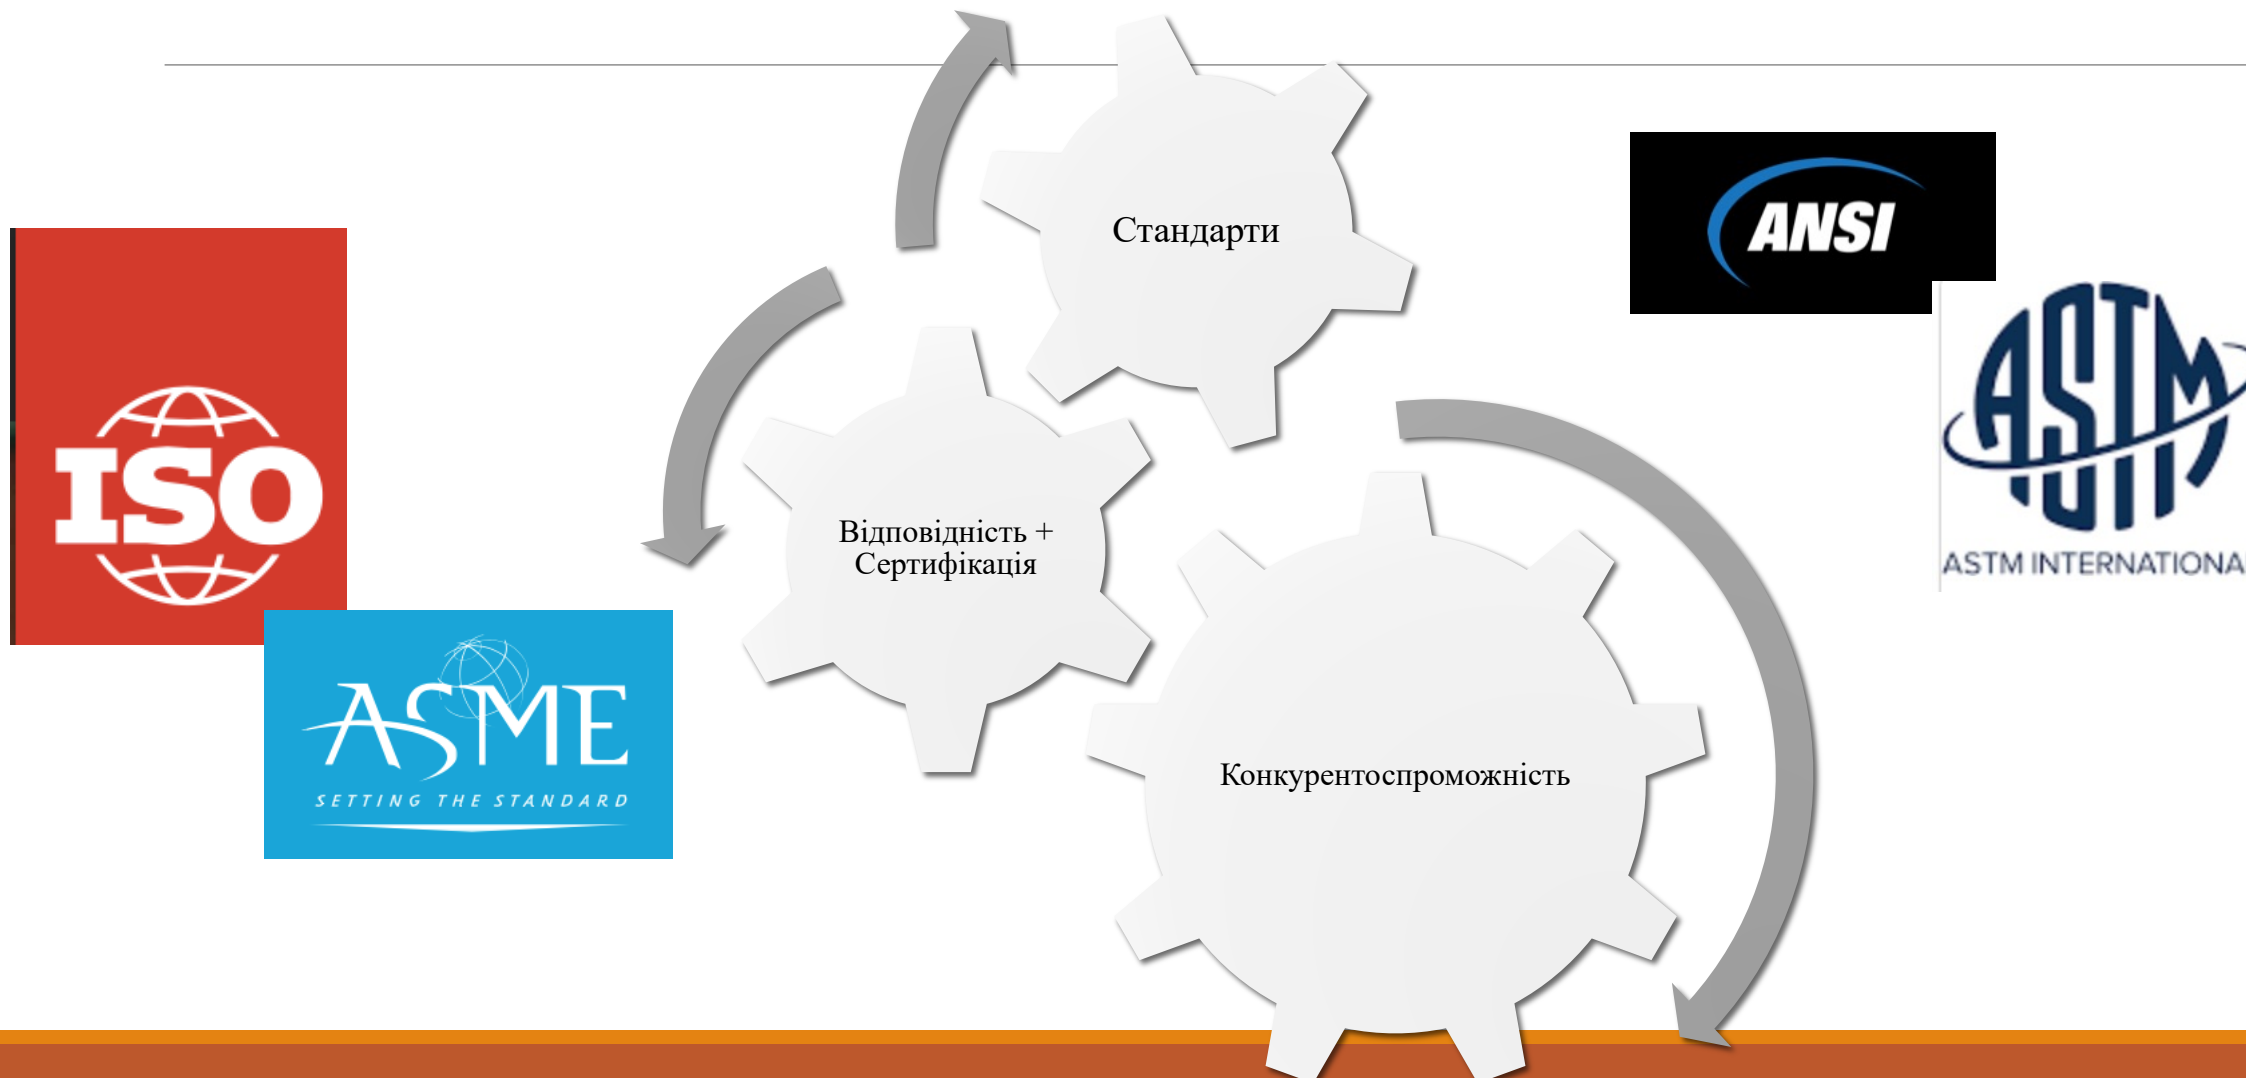 Стандарти
ANSI
ISO
ASTM
ASTM INTERNATIONA
Відповідність +
Сертифікація
ASME
SETTING THE STANDARD
Конкурентоспроможність